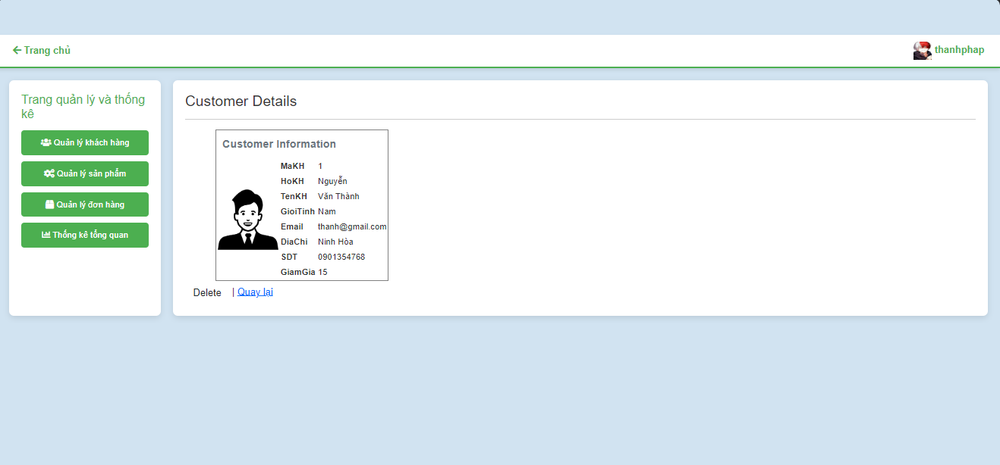 Trang chủ
thanhphap
Trang quản lý và thống
kê
Quản lý khách hàng
Quản lý sản phẩm
Quản lý đơn hàng
Thống kê tổng quan
Customer Details
Customer Information
MaKH 1
HoKH Nguyễn
TenKH Văn Thành
GioiTinh Nam
Email thanh@gmail.com
DiaChi Ninh Hòa
SDT 0901354768
GiamGia 15
Delete | Quay lại